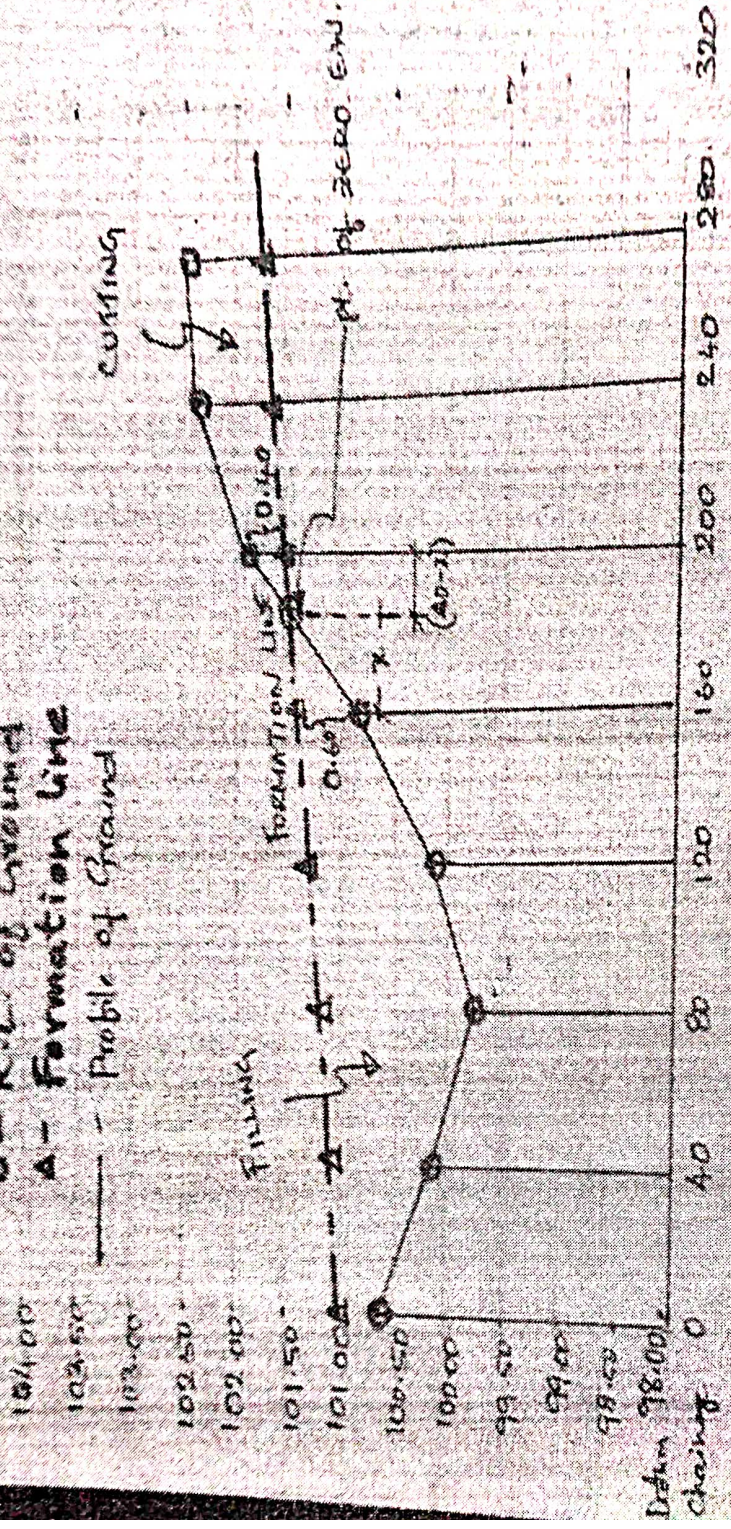 R.L. of Ground
Δ - Formation line
—— - Profile of Ground
104.00
103.50
103.00
102.50
102.00
101.50
101.00
100.50
100.00
99.50
99.00
98.50
Datum 98.00
Chainage 0 40 80 120 160 200 240 280 320
FILLING
FORMATION LINE
CUTTING
0.60
0.40
x
(40-x)
pt. of ZERO E/W.